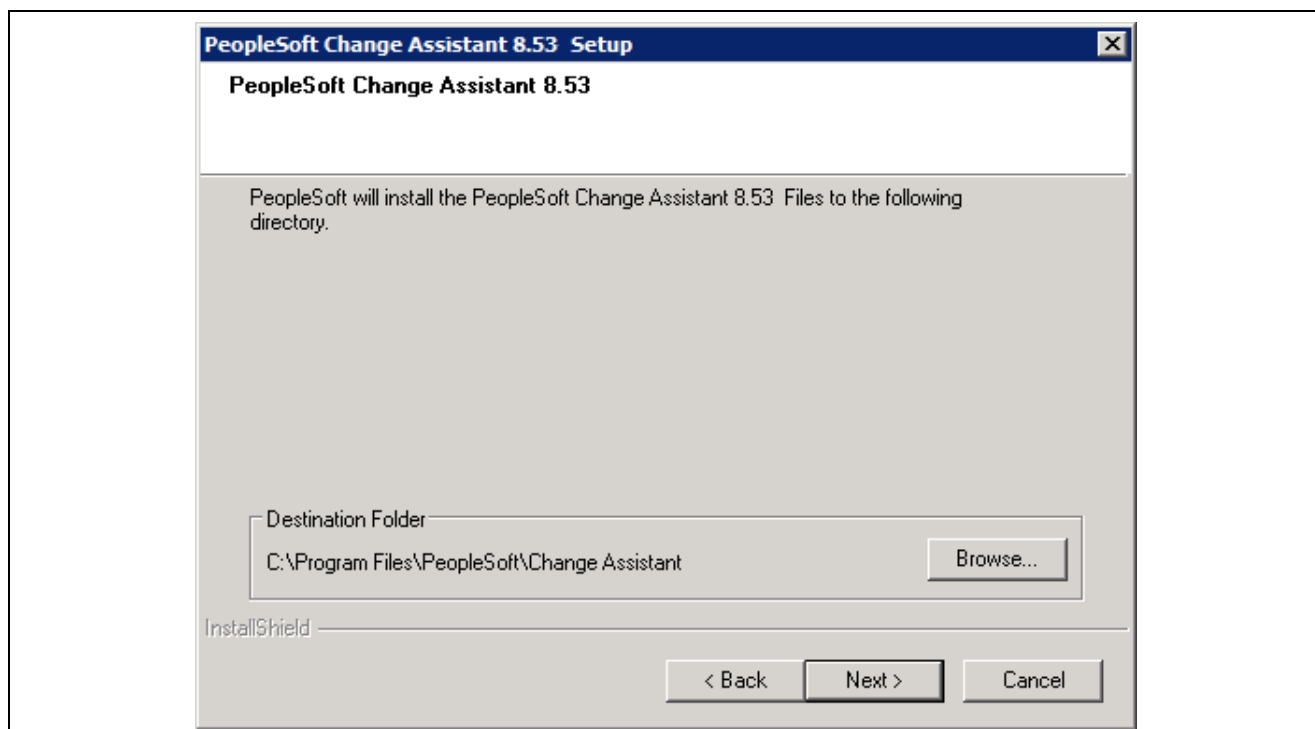 PeopleSoft Change Assistant 8.53  Setup
PeopleSoft Change Assistant 8.53
PeopleSoft will install the PeopleSoft Change Assistant 8.53  Files to the following
directory.
Destination Folder
C:\Program Files\PeopleSoft\Change Assistant
Browse...
InstallShield
< Back
Next >
Cancel